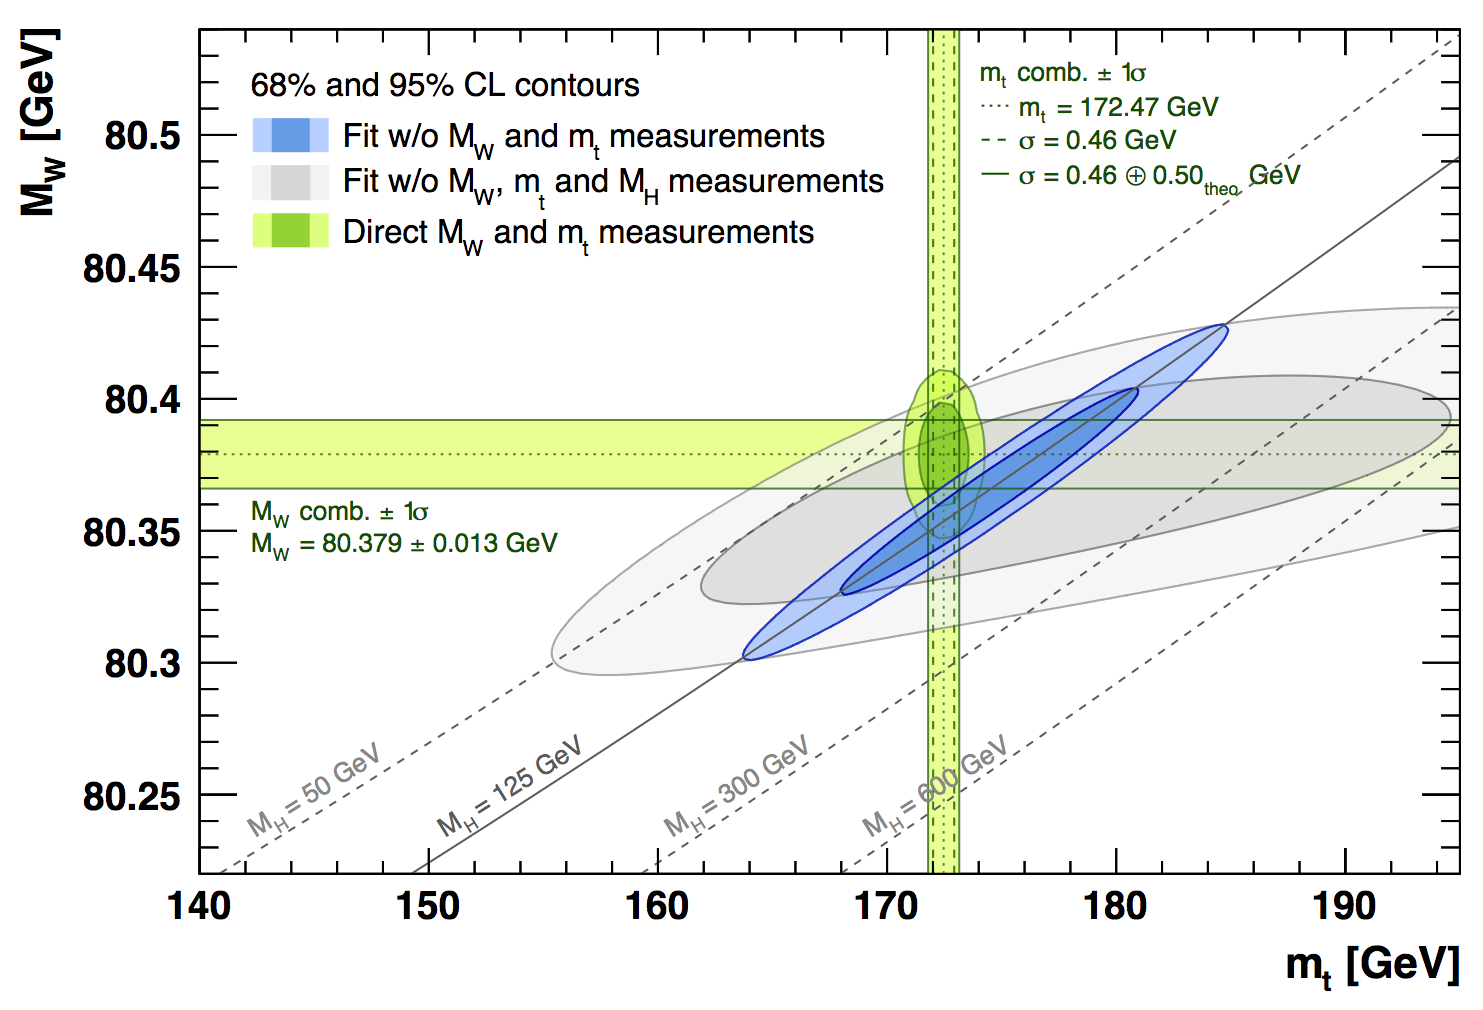 M_W [GeV]
80.5
80.45
80.4
80.35
80.3
80.25
68% and 95% CL contours
Fit w/o M_W and m_t measurements
Fit w/o M_W, m_t and M_H measurements
Direct M_W and m_t measurements
m_t comb. ± 1σ
m_t = 172.47 GeV
σ = 0.46 GeV
σ = 0.46 ⊕ 0.50_theo GeV
M_W comb. ± 1σ
M_W = 80.379 ± 0.013 GeV
M_H = 50 GeV
M_H = 125 GeV
M_H = 300 GeV
M_H = 600 GeV
140 150 160 170 180 190
m_t [GeV]